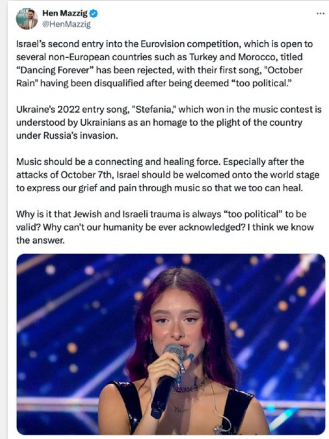 Hen Mazzig
@HenMazzig
Israel's second entry into the Eurovision competition, which is open to
several non-European countries such as Turkey and Morocco, titled
“Dancing Forever” has been rejected, with their first song, "October
Rain" having been disqualified after being deemed “too political.”
Ukraine's 2022 entry song, "Stefania," which won in the music contest is
understood by Ukrainians as an homage to the plight of the country
under Russia's invasion.
Music should be a connecting and healing force. Especially after the
attacks of October 7th, Israel should be welcomed onto the world stage
to express our grief and pain through music so that we too can heal.
Why is it that Jewish and Israeli trauma is always “too political” to be
valid? Why can't our humanity be ever acknowledged? I think we know
the answer.